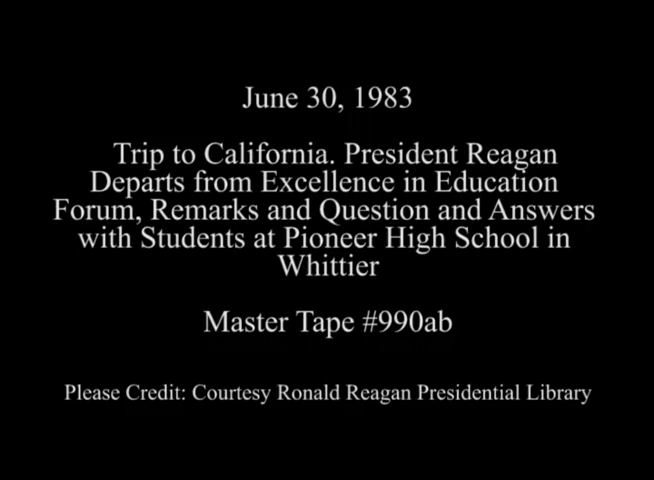 June 30, 1983
Trip to California. President Reagan
Departs from Excellence in Education
Forum, Remarks and Question and Answers
with Students at Pioneer High School in
Whittier
Master Tape #990ab
Please Credit: Courtesy Ronald Reagan Presidential Library